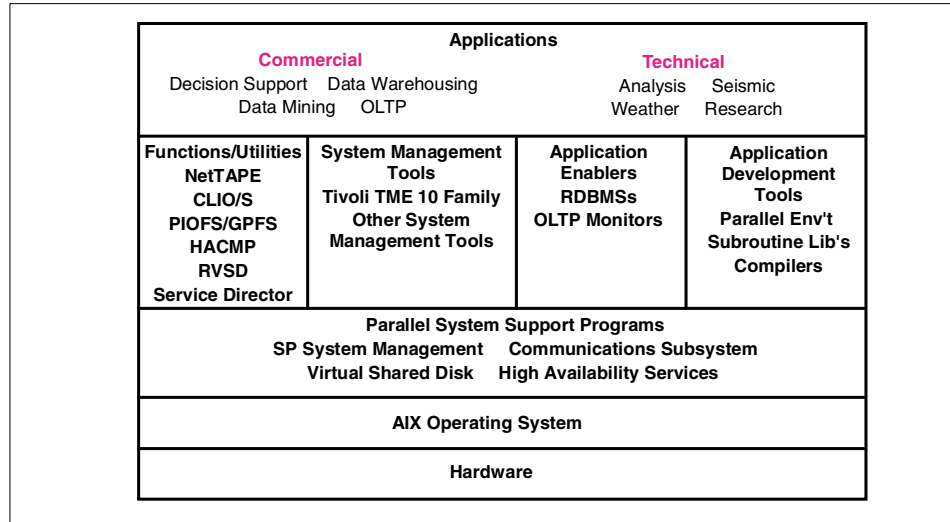 Applications
Commercial
Decision Support Data Warehousing
Data Mining OLTP
Technical
Analysis Seismic
Weather Research
Functions/Utilities
NetTAPE
CLIO/S
PIOFS/GPFS
HACMP
RVSD
Service Director
System Management
Tools
Tivoli TME 10 Family
Other System
Management Tools
Application
Enablers
RDBMSs
OLTP Monitors
Application
Development
Tools
Parallel Env't
Subroutine Lib's
Compilers
Parallel System Support Programs
SP System Management Communications Subsystem
Virtual Shared Disk High Availability Services
AIX Operating System
Hardware